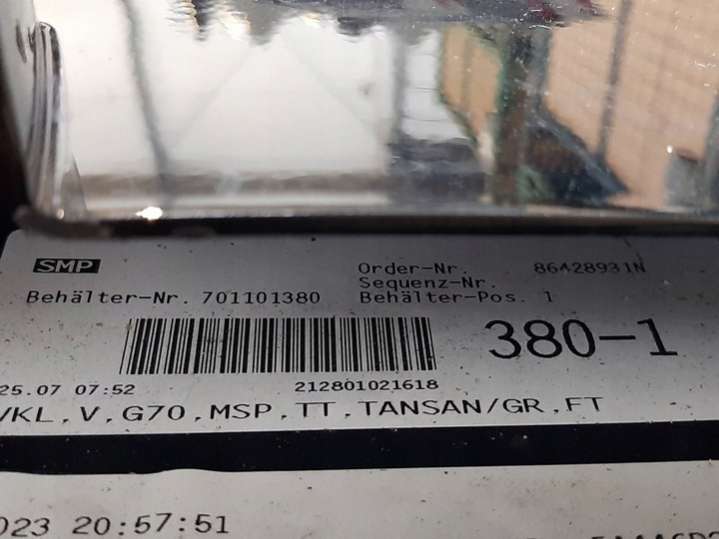 SMP
Order-Nr. 86428931N
Sequenz-Nr.
Behälter-Nr. 701101380 Behälter-Pos. 1
380-1
25.07 07:52 212801021618
/KL,V,G70,MSP,TT,TANSAN/GR,FT
023 20:57:51